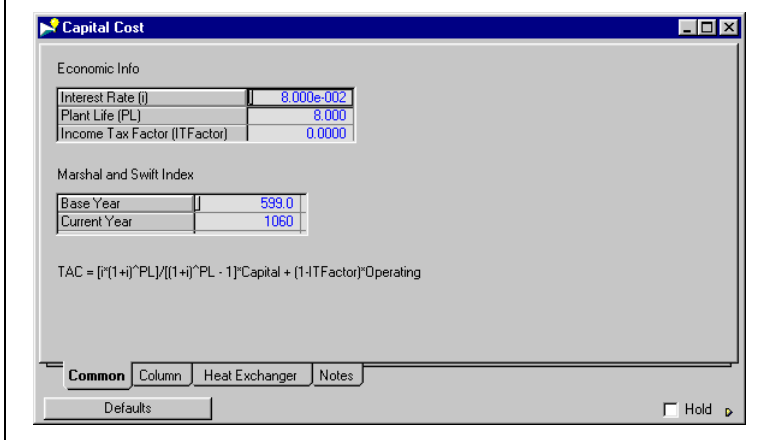 Capital Cost
Economic Info
Interest Rate (i) 8.000e-002
Plant Life (PL) 8.000
Income Tax Factor (ITFactor) 0.0000
Marshal and Swift Index
Base Year 599.0
Current Year 1060
TAC = [i*(1+i)^PL]/[(1+i)^PL - 1]*Capital + (1-ITFactor)*Operating
Common Column Heat Exchanger Notes
Defaults Hold